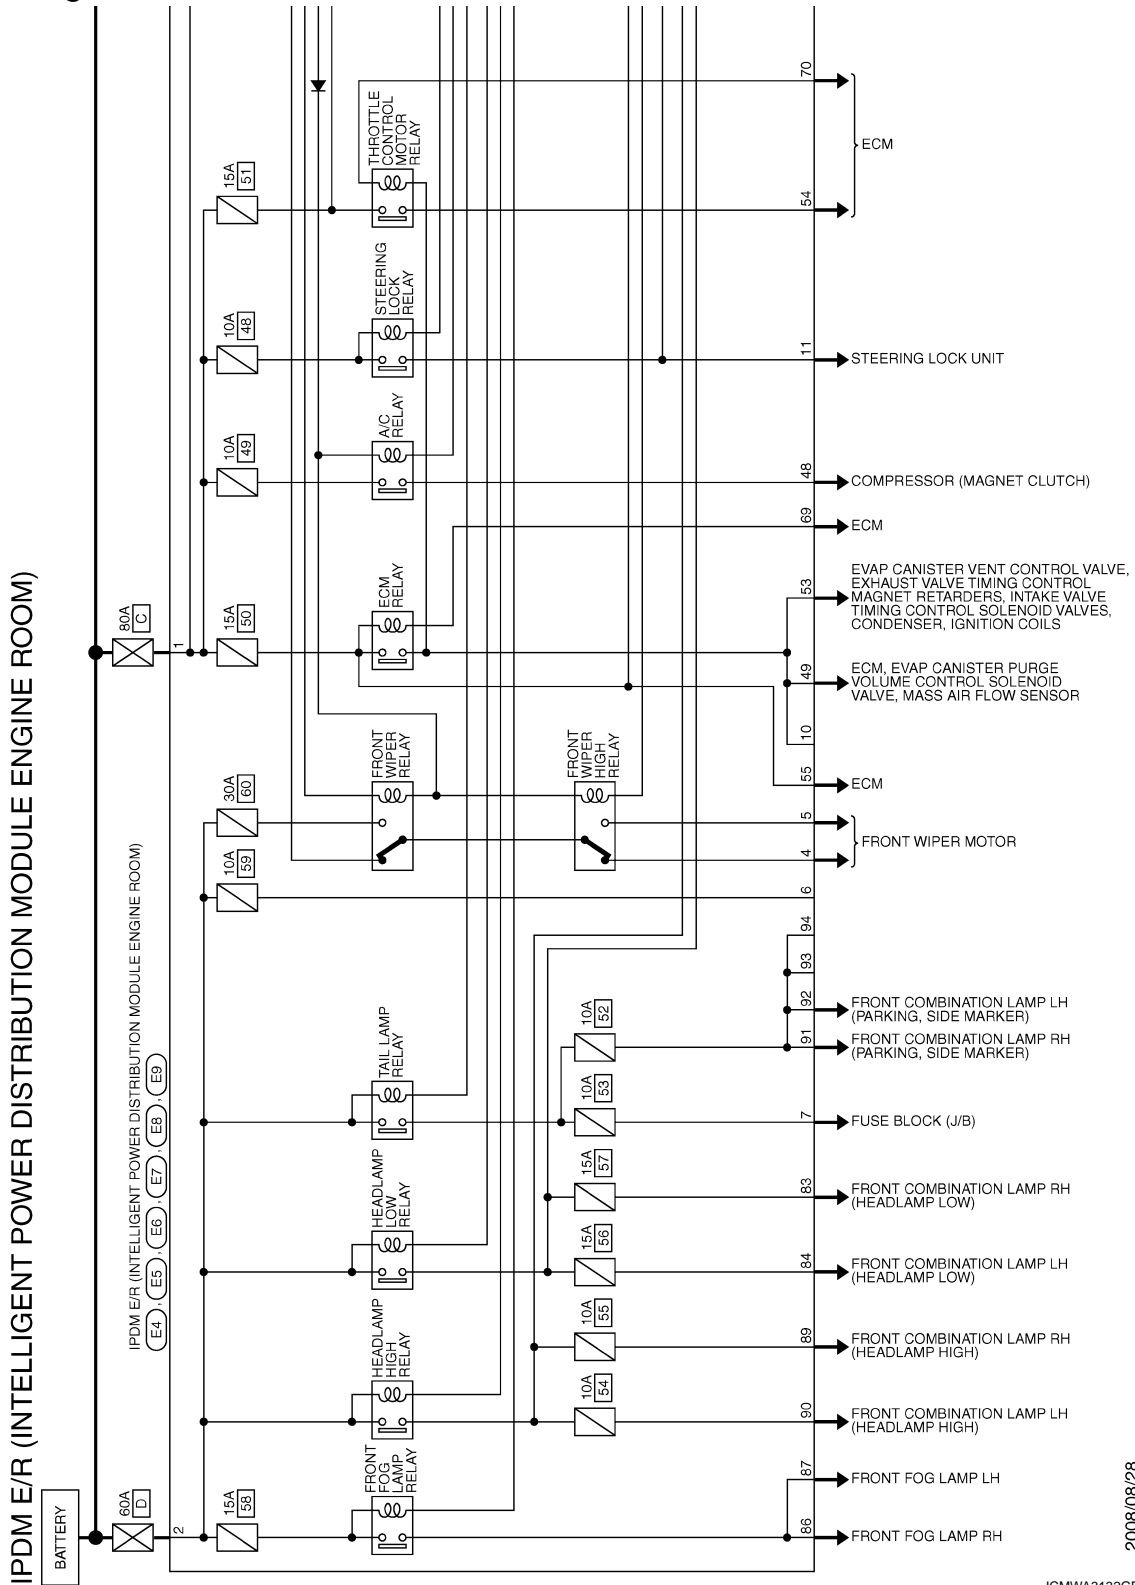 IPDM E/R (INTELLIGENT POWER DISTRIBUTION MODULE ENGINE ROOM)
BATTERY
60A
D
80A
C
2
1
IPDM E/R (INTELLIGENT POWER DISTRIBUTION MODULE ENGINE ROOM)
E4, E5, E6, E7, E8, E9
15A
51
THROTTLE
CONTROL
MOTOR
RELAY
70
54
ECM
10A
48
STEERING
LOCK
RELAY
11
STEERING LOCK UNIT
10A
49
A/C
RELAY
48
COMPRESSOR (MAGNET CLUTCH)
69
ECM
15A
50
ECM
RELAY
53
EVAP CANISTER VENT CONTROL VALVE,
EXHAUST VALVE TIMING CONTROL
MAGNET RETARDERS, INTAKE VALVE
TIMING CONTROL SOLENOID VALVES,
CONDENSER, IGNITION COILS
49
ECM, EVAP CANISTER PURGE
VOLUME CONTROL SOLENOID
VALVE, MASS AIR FLOW SENSOR
10
55
ECM
30A
60
FRONT
WIPER
RELAY
FRONT
WIPER
HIGH
RELAY
5
4
FRONT WIPER MOTOR
10A
59
6
94
93
92
FRONT COMBINATION LAMP LH
(PARKING, SIDE MARKER)
10A
52
91
FRONT COMBINATION LAMP RH
(PARKING, SIDE MARKER)
TAIL LAMP
RELAY
10A
53
7
FUSE BLOCK (J/B)
15A
57
83
FRONT COMBINATION LAMP RH
(HEADLAMP LOW)
HEADLAMP
LOW
RELAY
15A
56
84
FRONT COMBINATION LAMP LH
(HEADLAMP LOW)
10A
55
89
FRONT COMBINATION LAMP RH
(HEADLAMP HIGH)
HEADLAMP
HIGH
RELAY
10A
54
90
FRONT COMBINATION LAMP LH
(HEADLAMP HIGH)
87
FRONT FOG LAMP LH
15A
58
FRONT
FOG
LAMP
RELAY
86
FRONT FOG LAMP RH
2008/08/28